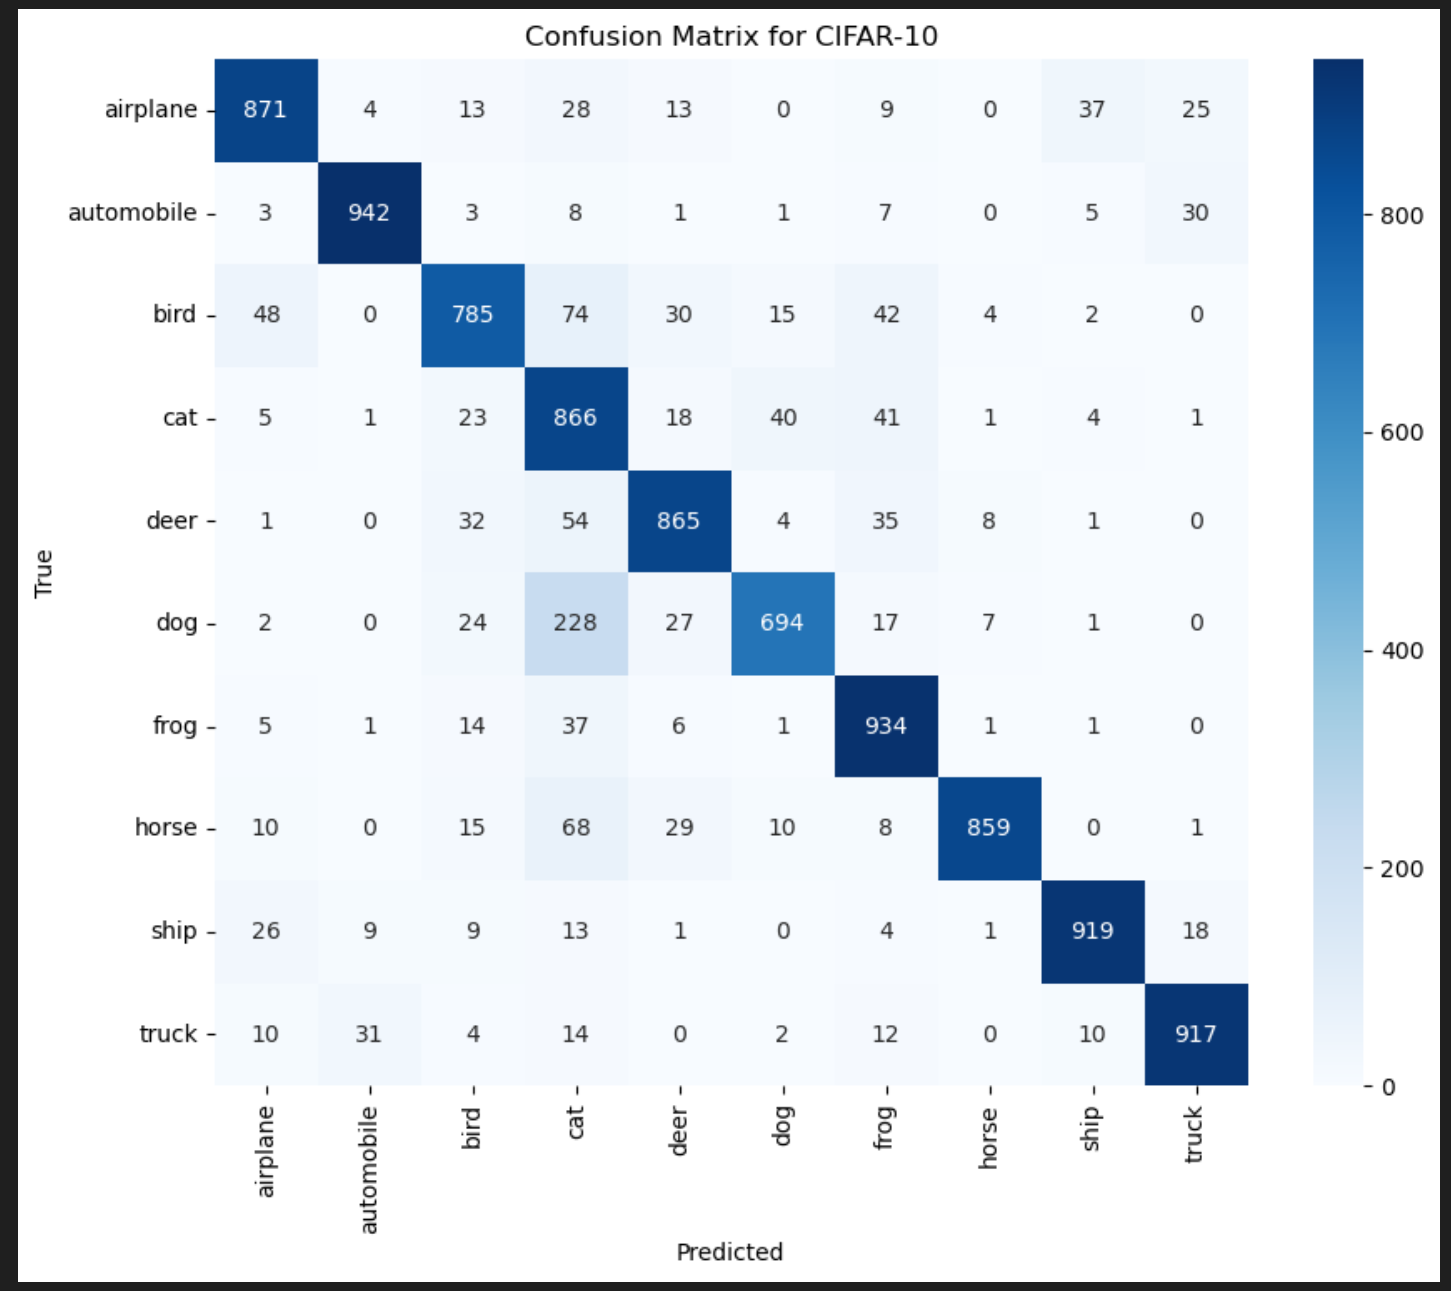 Confusion Matrix for CIFAR-10
airplane 871 4 13 28 13 0 9 0 37 25
automobile 3 942 3 8 1 1 7 0 5 30
bird 48 0 785 74 30 15 42 4 2 0
cat 5 1 23 866 18 40 41 1 4 1
deer 1 0 32 54 865 4 35 8 1 0
dog 2 0 24 228 27 694 17 7 1 0
frog 5 1 14 37 6 1 934 1 1 0
horse 10 0 15 68 29 10 8 859 0 1
ship 26 9 9 13 1 0 4 1 919 18
truck 10 31 4 14 0 2 12 0 10 917
airplane automobile bird cat deer dog frog horse ship truck
Predicted
True
800
600
400
200
0